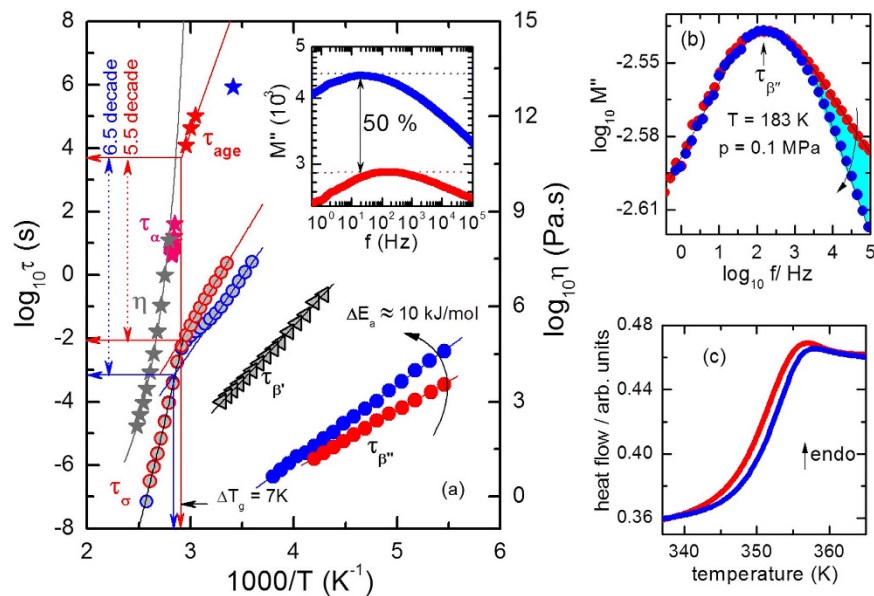 6.5 decade
5.5 decade
log₁₀τ (s)
8
6
4
2
0
-2
-4
-6
-8
2
3
4
5
6
1000/T (K⁻¹)
15
12
9
6
3
0
log₁₀η (Pa.s)
τage
τα
η
τσ
τβ'
τβ''
ΔEa ≈ 10 kJ/mol
ΔTg = 7K
(a)
M'' (10³)
5
4
3
2
50 %
10¹
10²
10³
10⁴
10⁵
f (Hz)
(b)
log₁₀ M''
-2.54
-2.58
-2.61
τβ''
T = 183 K
p = 0.1 MPa
0
1
2
3
4
5
log₁₀ f/ Hz
(c)
heat flow / arb. units
0.48
0.44
0.40
0.36
endo
340
350
360
temperature (K)